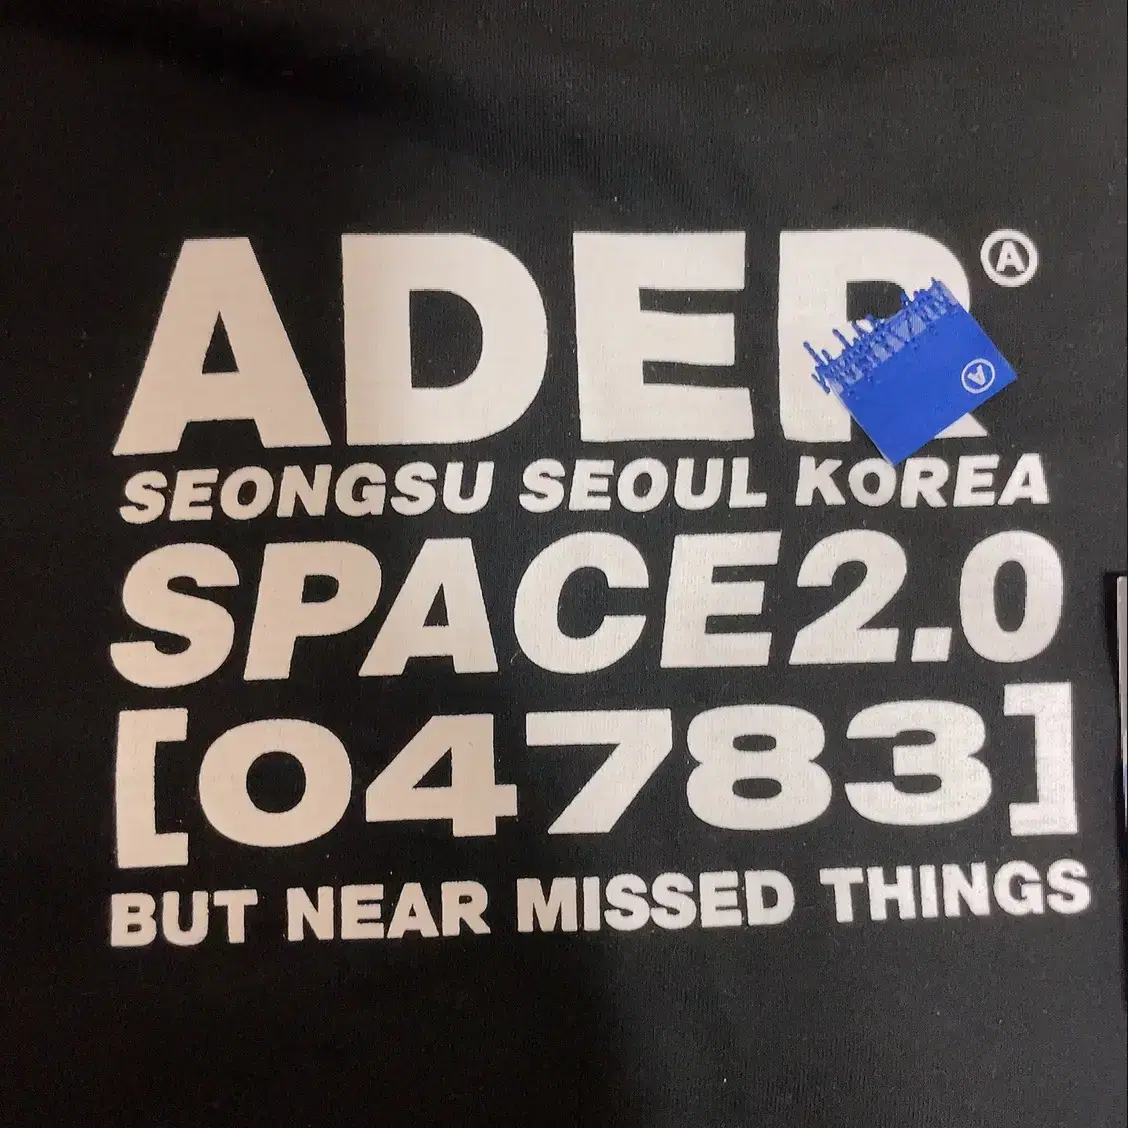 ADER Ⓐ
SEONGSU SEOUL KOREA
SPACE2.0
[04783]
BUT NEAR MISSED THINGS